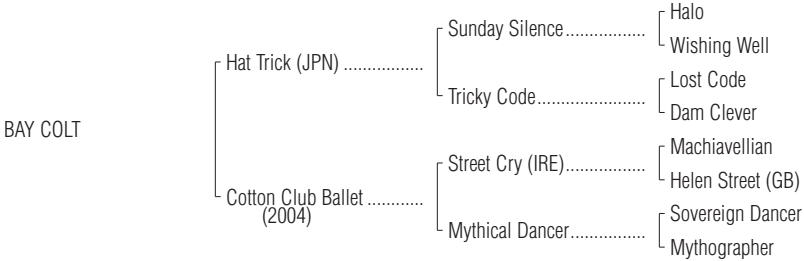 Halo
Sunday Silence.................
Wishing Well
Hat Trick (JPN) .................
Lost Code
Tricky Code.......................
Dam Clever
BAY COLT
Machiavellian
Street Cry (IRE).................
Helen Street (GB)
Cotton Club Ballet ............
(2004)
Sovereign Dancer
Mythical Dancer................
Mythographer